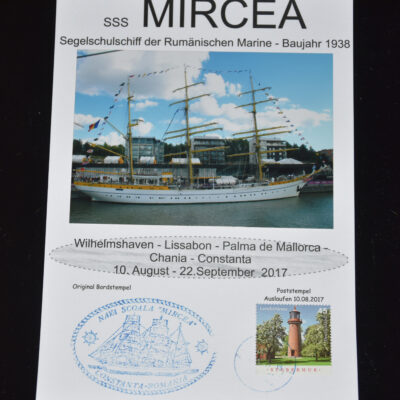 SSS MIRCEA
Segelschulschiff der Rumänischen Marine - Baujahr 1938
Wilhelmshaven - Lissabon - Palma de Mallorca -
Chania - Constanta
10. August - 22.September 2017
Original Bordstempel
Poststempel
Auslaufen 10.08.2017
NAVA SCOALA "MIRCEA"
CONSTANTA-ROMANIA